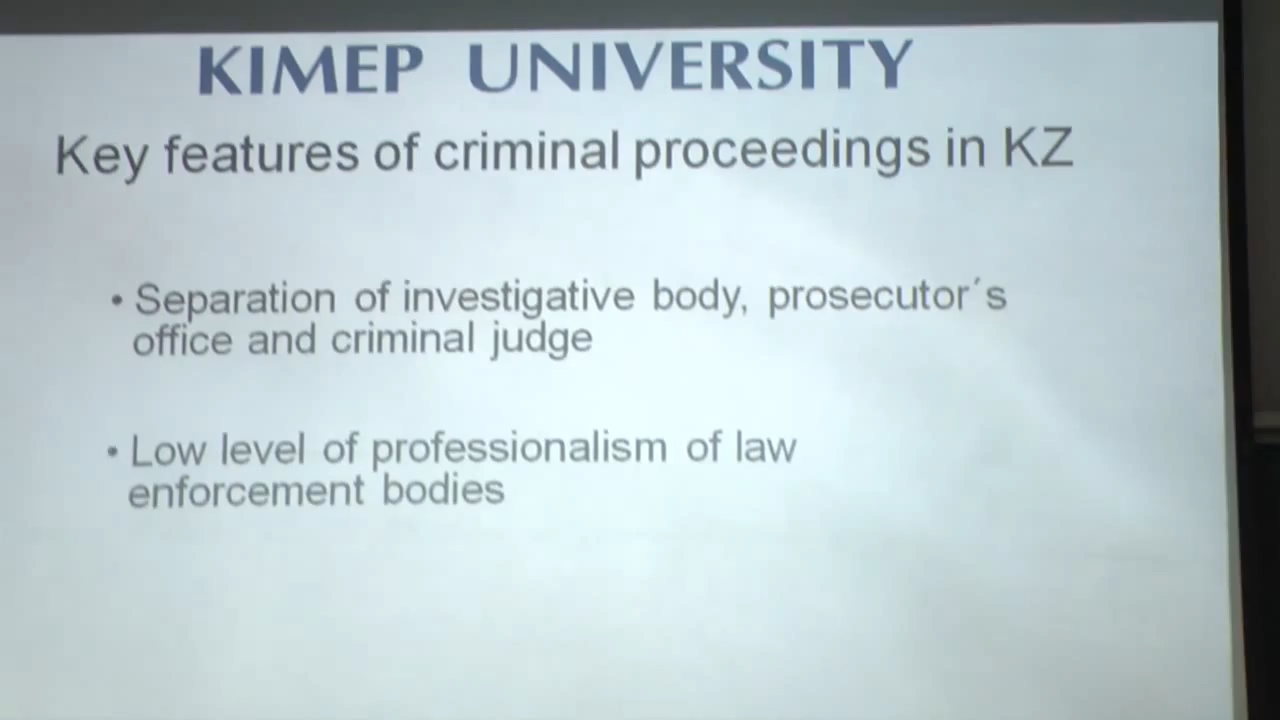 KIMEP UNIVERSITY
Key features of criminal proceedings in KZ
• Separation of investigative body, prosecutor´s
office and criminal judge
• Low level of professionalism of law
enforcement bodies